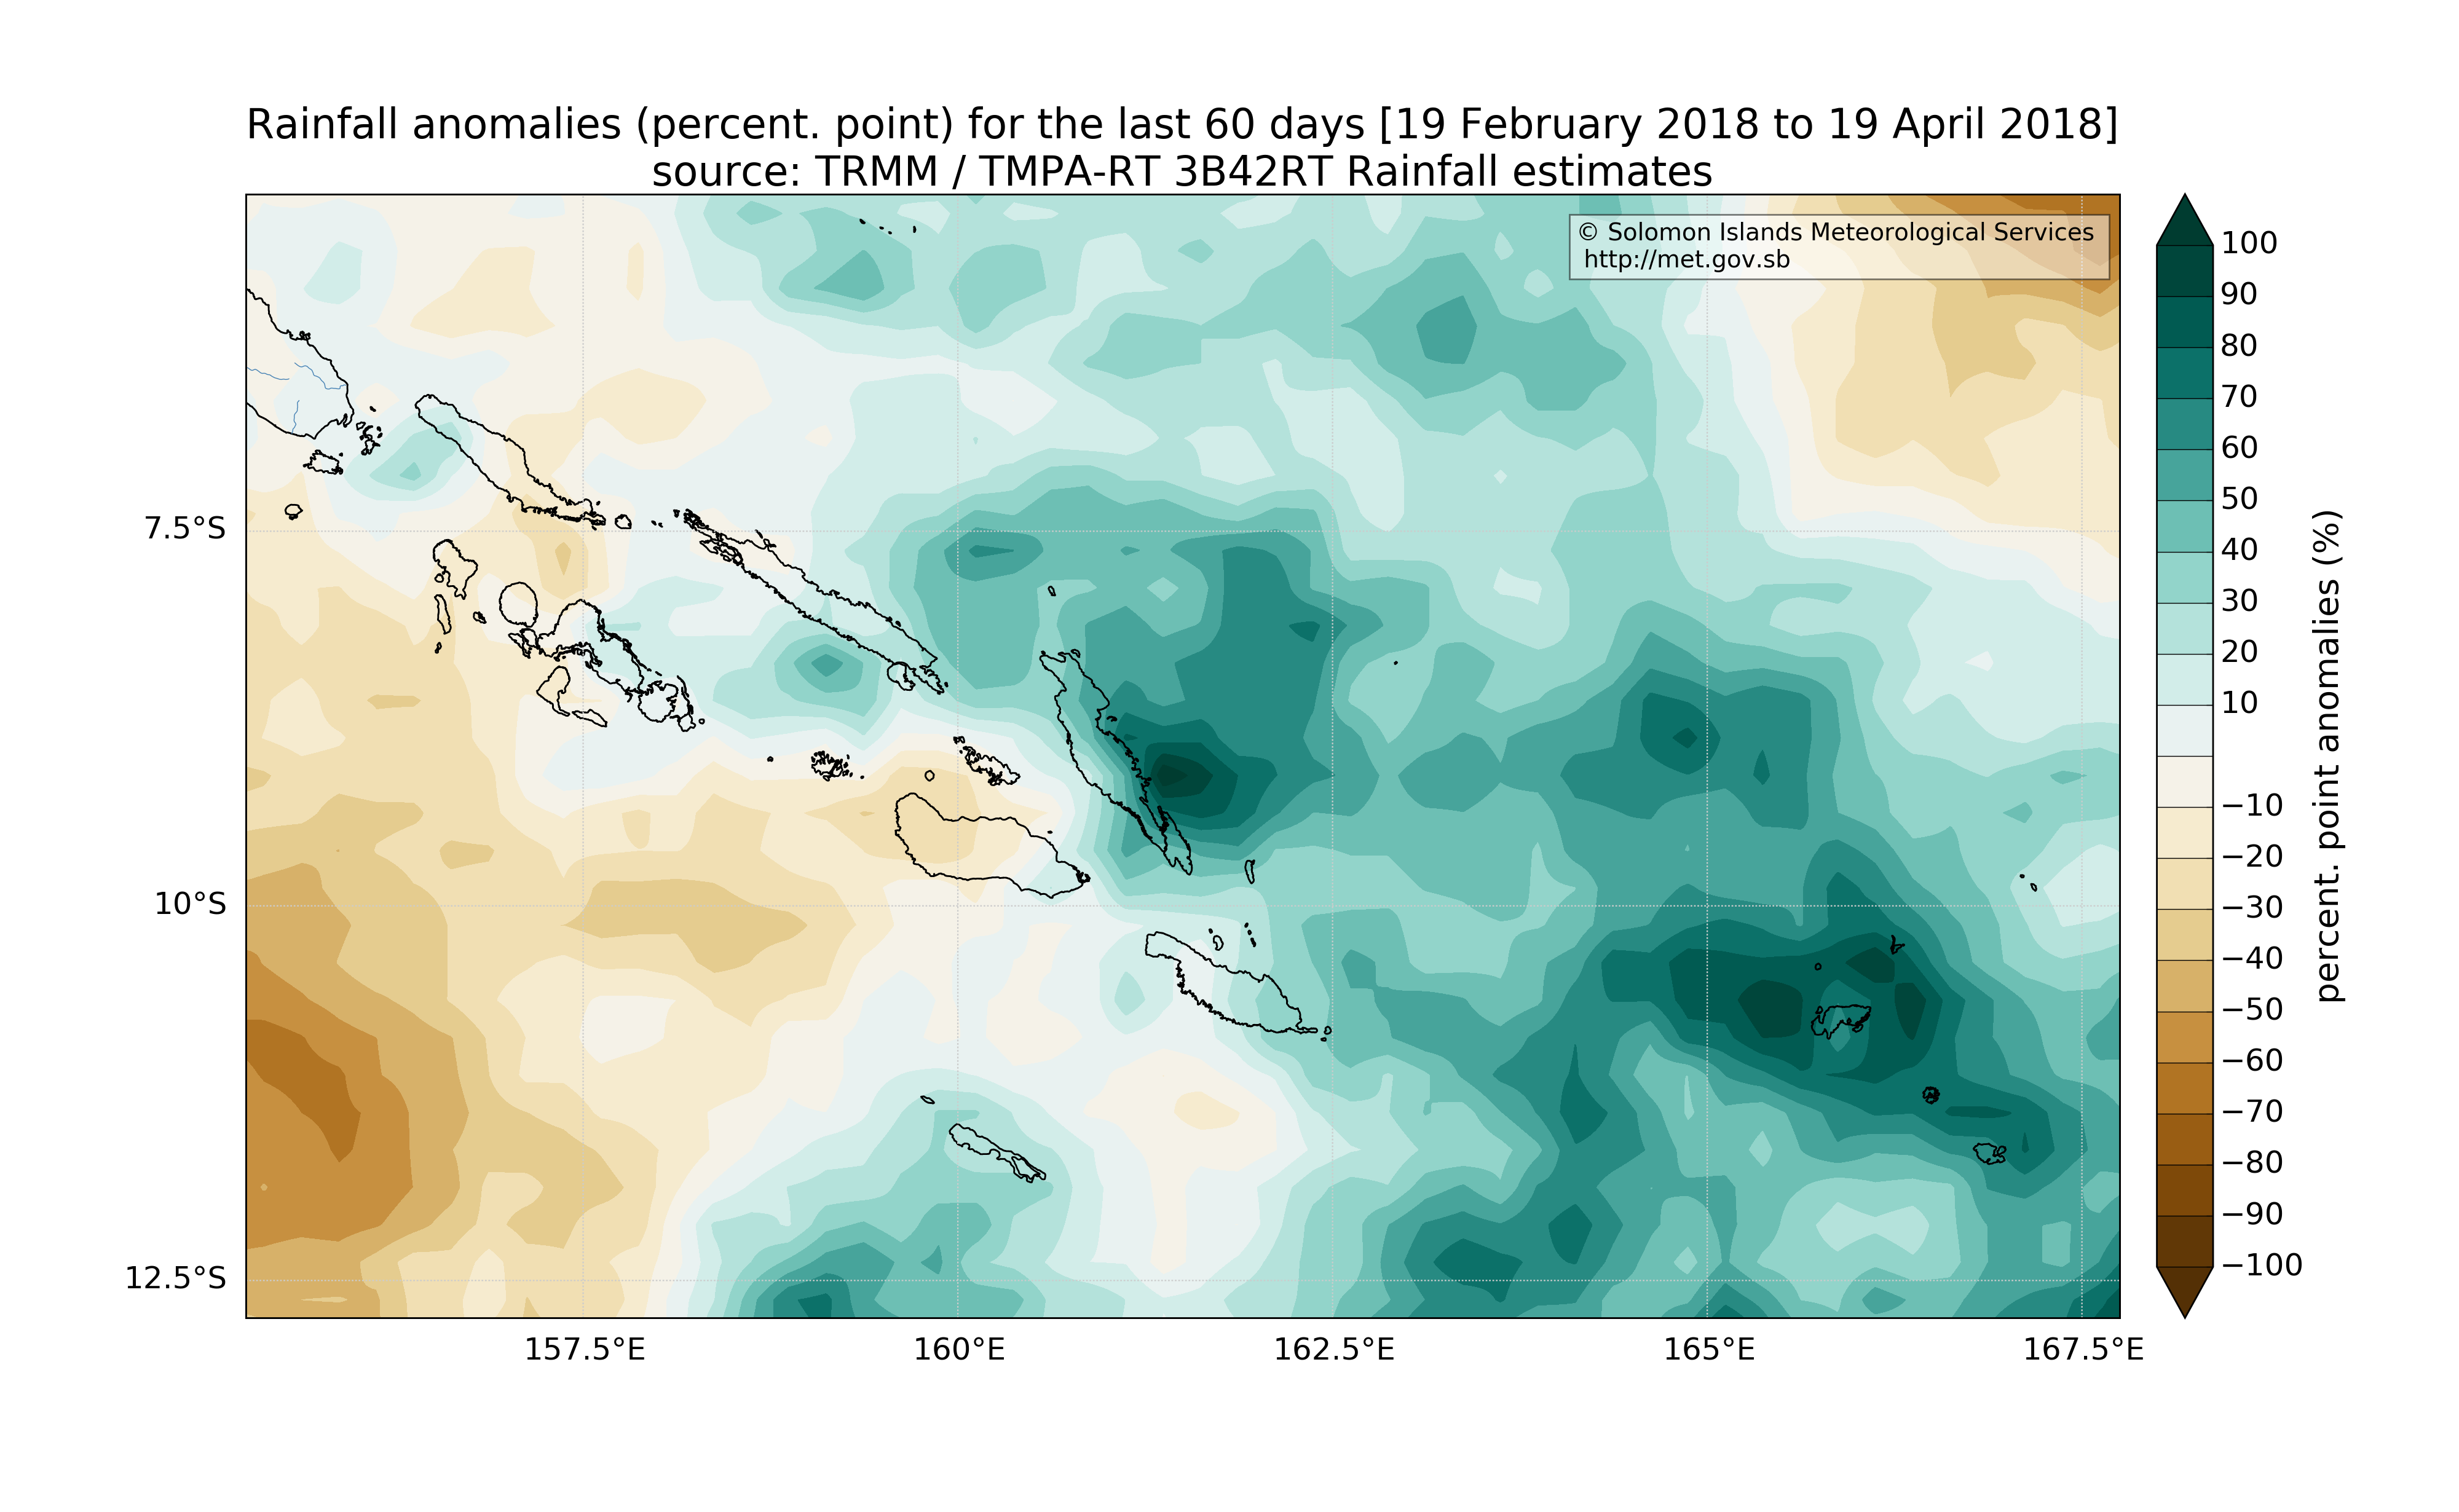 Rainfall anomalies (percent. point) for the last 60 days [19 February 2018 to 19 April 2018]
source: TRMM / TMPA-RT 3B42RT Rainfall estimates
© Solomon Islands Meteorological Services
http://met.gov.sb
7.5°S
10°S
12.5°S
157.5°E
160°E
162.5°E
165°E
167.5°E
100
90
80
70
60
50
40
30
20
10
−10
−20
−30
−40
−50
−60
−70
−80
−90
−100
percent. point anomalies (%)